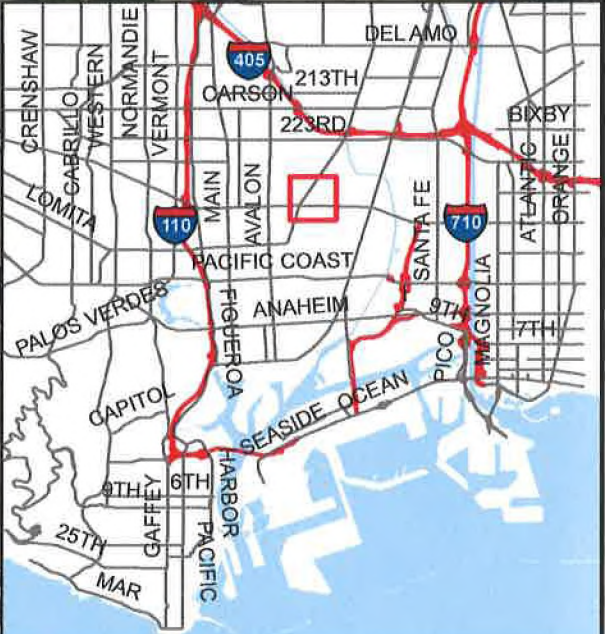 DEL AMO
405
213TH
CARSON
223RD
BIXBY
CRENSHAW
CABRILLO
WESTERN
NORMANDIE
VERMONT
LOMITA
MAIN
AVALON
110
SANTA FE
710
ATLANTIC
ORANGE
PACIFIC COAST
PALOS VERDES
FIGUEROA
ANAHEIM
9TH
PICO
MAGNOLIA
7TH
CAPITOL
SEASIDE
OCEAN
9TH
GAFFEY
6TH
HARBOR
PACIFIC
25TH
MAR